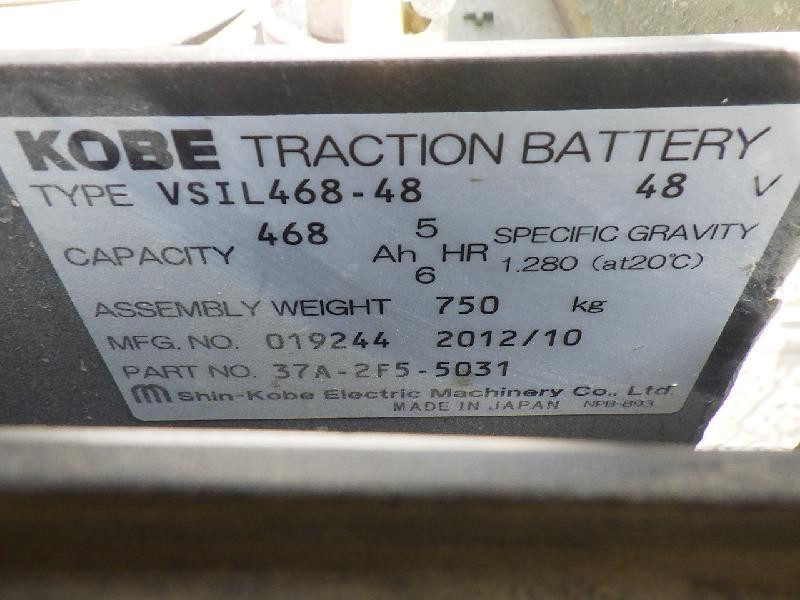 KOBE TRACTION BATTERY
TYPE VSIL468-48 48 V
CAPACITY 468 Ah 5 6 HR SPECIFIC GRAVITY
1.280 (at20℃)
ASSEMBLY WEIGHT 750 kg
MFG. NO. 019244 2012/10
PART NO. 37A-2F5-5031
Shin-Kobe Electric Machinery Co., Ltd.
MADE IN JAPAN NPB-893